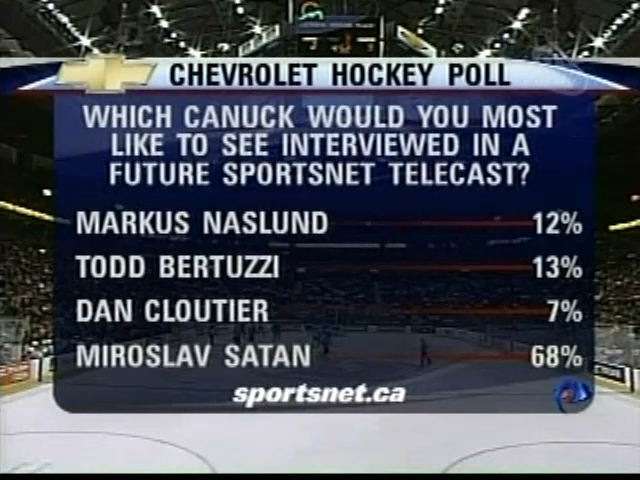 CHEVROLET HOCKEY POLL
WHICH CANUCK WOULD YOU MOST
LIKE TO SEE INTERVIEWED IN A
FUTURE SPORTSNET TELECAST?
MARKUS NASLUND 12%
TODD BERTUZZI 13%
DAN CLOUTIER 7%
MIROSLAV SATAN 68%
sportsnet.ca